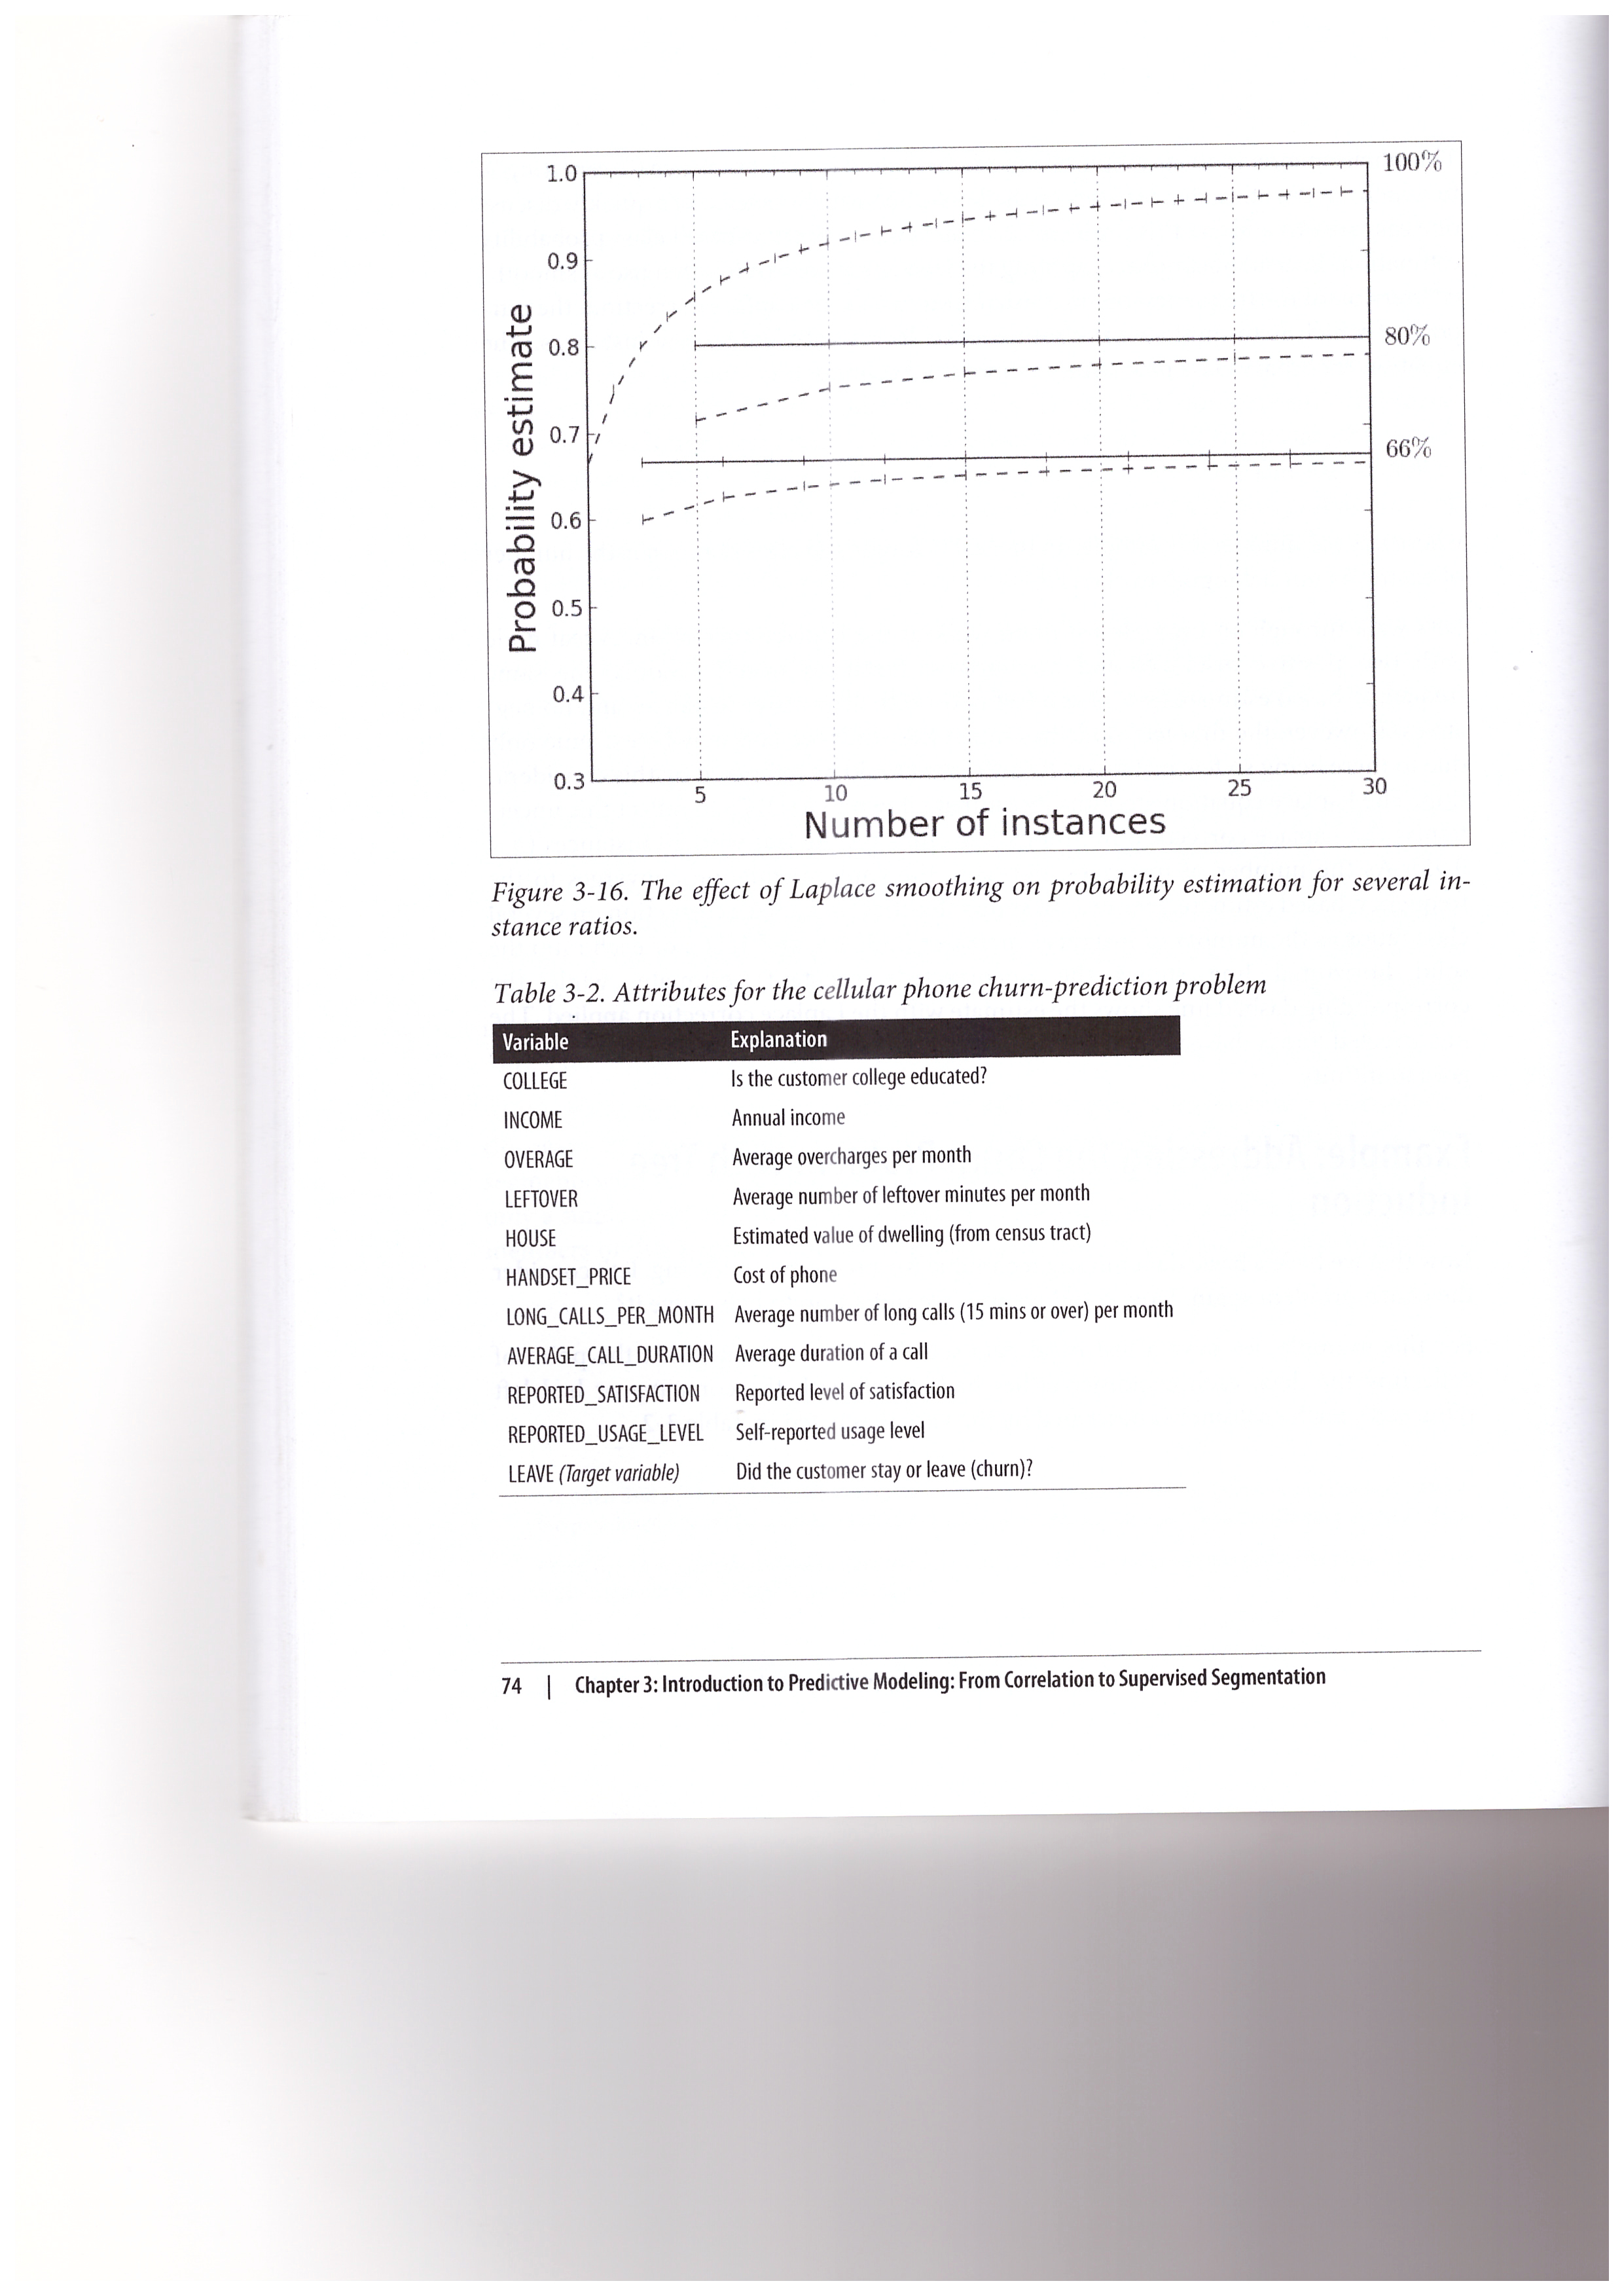 1.0
0.9
0.8
0.7
0.6
0.5
0.4
0.3
Probability estimate
100%
80%
66%
5 10 15 20 25 30
Number of instances
Figure 3-16. The effect of Laplace smoothing on probability estimation for several in-
stance ratios.
Table 3-2. Attributes for the cellular phone churn-prediction problem
Variable Explanation
COLLEGE Is the customer college educated?
INCOME Annual income
OVERAGE Average overcharges per month
LEFTOVER Average number of leftover minutes per month
HOUSE Estimated value of dwelling (from census tract)
HANDSET_PRICE Cost of phone
LONG_CALLS_PER_MONTH Average number of long calls (15 mins or over) per month
AVERAGE_CALL_DURATION Average duration of a call
REPORTED_SATISFACTION Reported level of satisfaction
REPORTED_USAGE_LEVEL Self-reported usage level
LEAVE (Target variable) Did the customer stay or leave (churn)?
74 | Chapter 3: Introduction to Predictive Modeling: From Correlation to Supervised Segmentation